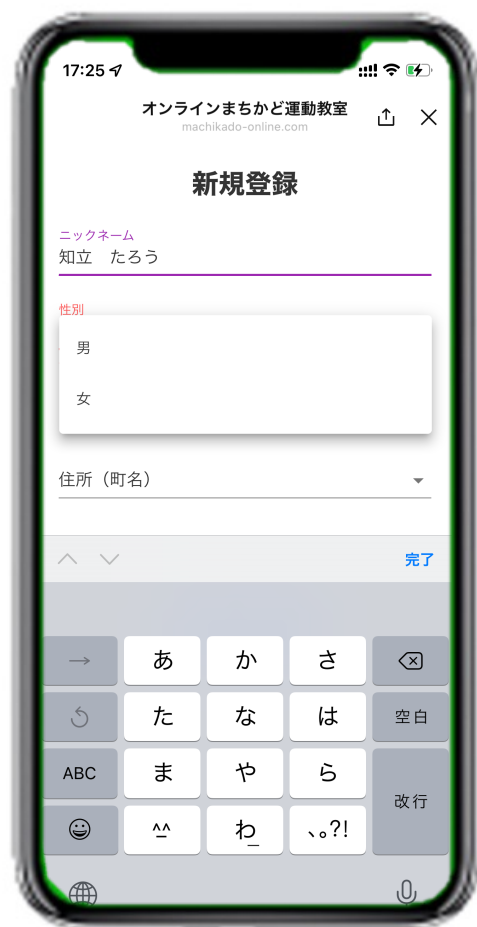 17:25
オンラインまちかど運動教室
machikado-online.com
新規登録
ニックネーム
知立　たろう
性別
男
女
住所（町名）
完了
→ あ か さ
た な は 空白
ABC ま や ら
改行
^^ わ_ 、。?!